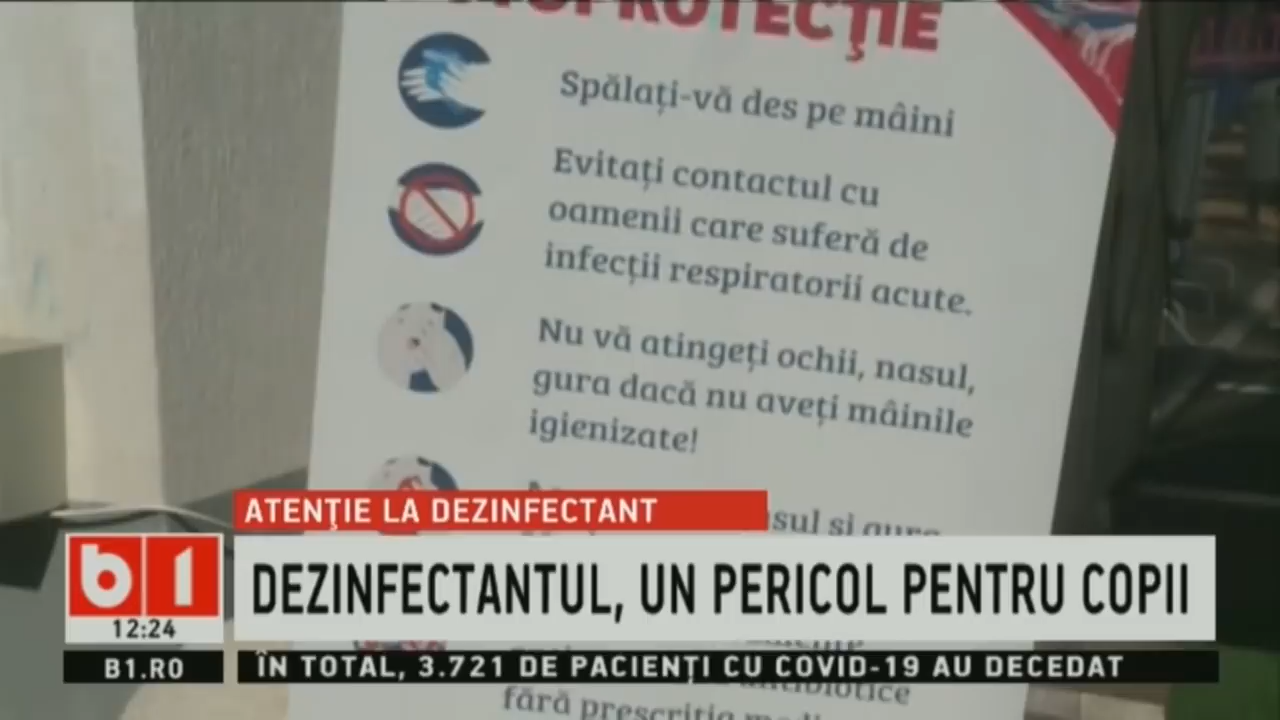 Spălați-vă des pe mâini
Evitați contactul cu
oamenii care suferă de
infecții respiratorii acute.
Nu vă atingeți ochii, nasul,
gura dacă nu aveți mâinile
igienizate!
ATENŢIE LA DEZINFECTANT
b1
DEZINFECTANTUL, UN PERICOL PENTRU COPII
12:24
B1.RO
ÎN TOTAL, 3.721 DE PACIENȚI CU COVID-19 AU DECEDAT
antibiotice
fără prescripția